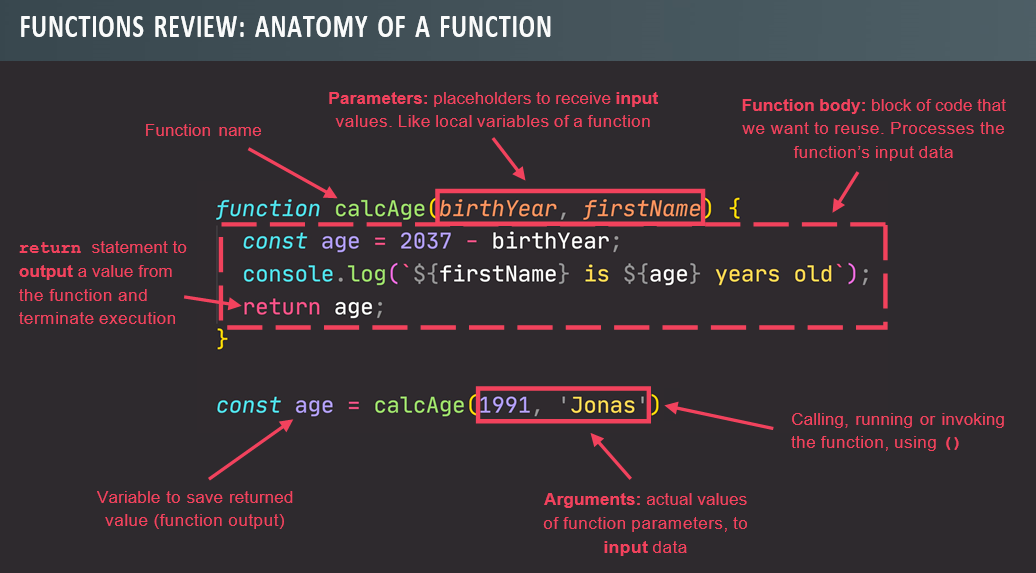 FUNCTIONS REVIEW: ANATOMY OF A FUNCTION
Parameters: placeholders to receive input
values. Like local variables of a function
Function body: block of code that
we want to reuse. Processes the
function’s input data
Function name
function calcAge(birthYear, firstName) {
const age = 2037 - birthYear;
console.log(`${firstName} is ${age} years old`);
return age;
}
return statement to
output a value from
the function and
terminate execution
const age = calcAge(1991, 'Jonas')
Calling, running or invoking
the function, using ()
Variable to save returned
value (function output)
Arguments: actual values
of function parameters, to
input data